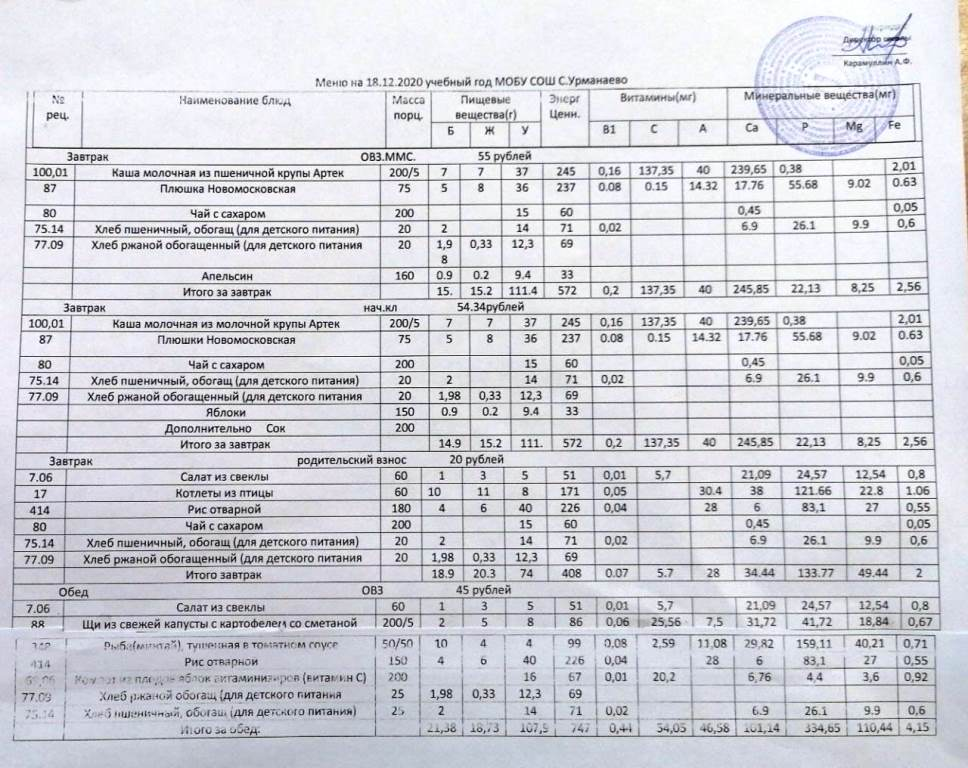 Директор школы
Карамуллин А.Ф.
Меню на 18.12.2020 учебный год МОБУ СОШ С.Урманаево
№ рец. Наименование блюд Масса порц. Пищевые вещества(г) Энерг Ценн. Витамины(мг) Минеральные вещества(мг)
Б Ж У В1 С А Са Р Mg Fe
Завтрак ОВЗ.ММС. 55 рублей
100,01 Каша молочная из пшеничной крупы Артек 200/5 7 7 37 245 0,16 137,35 40 239,65 0,38 2,01
87 Плюшка Новомосковская 75 5 8 36 237 0.08 0.15 14.32 17.76 55.68 9.02 0.63
80 Чай с сахаром 200 15 60 0,45 0,05
75.14 Хлеб пшеничный, обогащ (для детского питания) 20 2 14 71 0,02 6.9 26.1 9.9 0,6
77.09 Хлеб ржаной обогащенный (для детского питания 20 1,9 0,33 12,3 69
8
Апельсин 160 0.9 0.2 9.4 33
Итого за завтрак 15. 15.2 111.4 572 0,2 137,35 40 245,85 22,13 8,25 2,56
Завтрак нач.кл 54.34рублей
100,01 Каша молочная из молочной крупы Артек 200/5 7 7 37 245 0,16 137,35 40 239,65 0,38 2,01
87 Плюшки Новомосковская 75 5 8 36 237 0.08 0.15 14.32 17.76 55.68 9.02 0.63
80 Чай с сахаром 200 15 60 0,45 0,05
75.14 Хлеб пшеничный, обогащ (для детского питания) 20 2 14 71 0,02 6.9 26.1 9.9 0,6
77.09 Хлеб ржаной обогащенный (для детского питания 20 1,98 0,33 12,3 69
Яблоки 150 0.9 0.2 9.4 33
Дополнительно Сок 200
Итого за завтрак 14.9 15.2 111. 572 0,2 137,35 40 245,85 22,13 8,25 2,56
Завтрак родительский взнос 20 рублей
7.06 Салат из свеклы 60 1 3 5 51 0,01 5,7 21,09 24,57 12,54 0,8
17 Котлеты из птицы 60 10 11 8 171 0,05 30.4 38 121.66 22.8 1.06
414 Рис отварной 180 4 6 40 226 0,04 28 6 83,1 27 0,55
80 Чай с сахаром 200 15 60 0,45 0,05
75.14 Хлеб пшеничный, обогащ (для детского питания) 20 2 14 71 0,02 6.9 26.1 9.9 0,6
77.09 Хлеб ржаной обогащенный (для детского питания 20 1,98 0,33 12,3 69
Итого завтрак 18.9 20.3 74 408 0.07 5.7 28 34.44 133.77 49.44 2
Обед ОВЗ 45 рублей
7.06 Салат из свеклы 60 1 3 5 51 0,01 5,7 21,09 24,57 12,54 0,8
88 Щи из свежей капусты с картофелем со сметаной 200/5 2 5 8 86 0,06 25,56 7,5 31,72 41,72 18,84 0,67
Рыба(минтай), тушенная в томатном соусе 50/50 10 4 4 99 0,08 2,59 11,08 29,82 159,11 40,21 0,71
414 Рис отварной 150 4 6 40 226 0,04 28 6 83,1 27 0,55
Компот из плодов яблок витаминизиров (витамин С) 200 16 67 0,01 20,2 6,76 4,4 3,6 0,92
77.09 Хлеб ржаной обогащ (для детского питания 25 1,98 0,33 12,3 69
75.14 Хлеб пшеничный, обогащ (для детского питания) 25 2 14 71 0,02 6.9 26.1 9.9 0,6
Итого за обед: 21,38 18,73 107,9 747 0,44 54,05 46,58 101,14 334,65 110,44 4,15